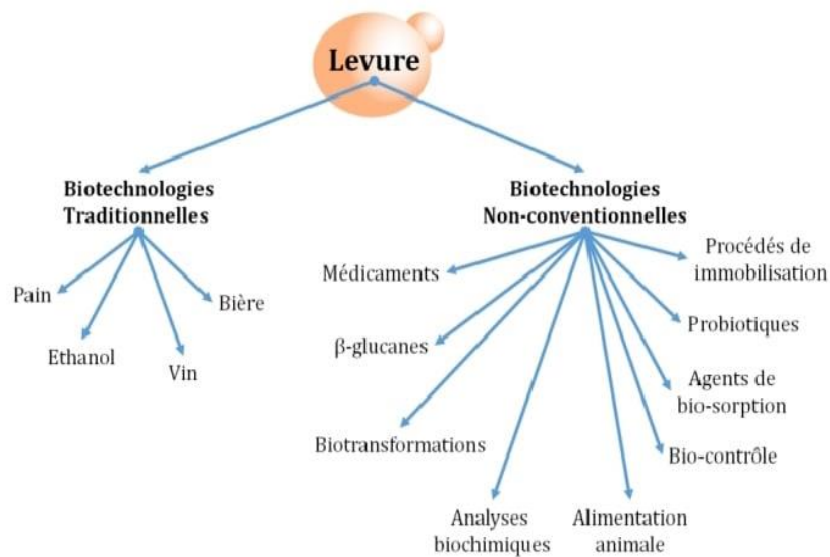 Levure
Biotechnologies
Traditionnelles
Biotechnologies
Non-conventionnelles
Pain
Ethanol
Vin
Bière
Médicaments
β-glucanes
Biotransformations
Analyses
biochimiques
Alimentation
animale
Bio-contrôle
Agents de
bio-sorption
Probiotiques
Procédés de
immobilisation